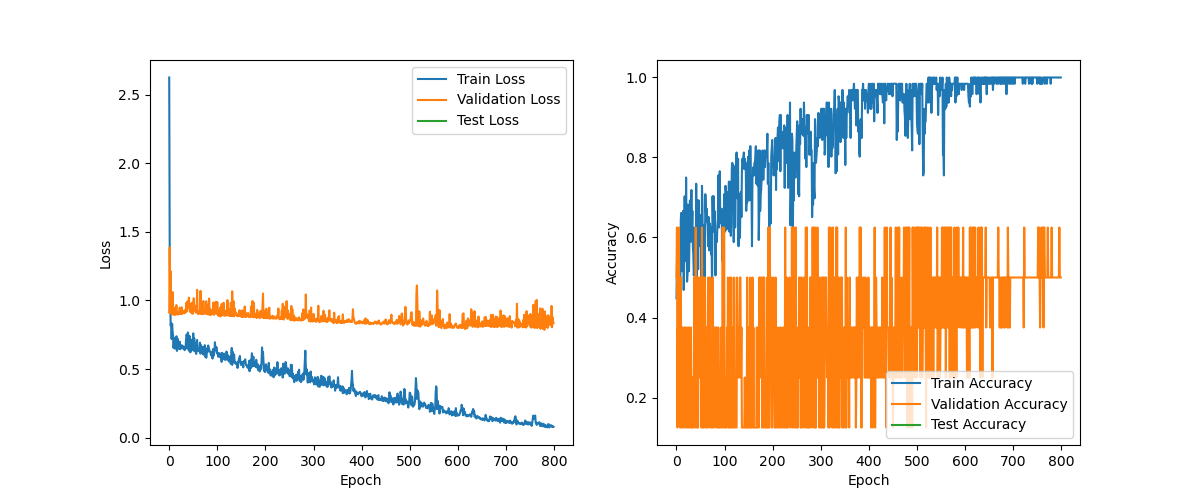 Train Loss
Validation Loss
Test Loss
2.5
2.0
1.5
1.0
0.5
0.0
Loss
0 100 200 300 400 500 600 700 800
Epoch
1.0
0.8
0.6
0.4
0.2
Accuracy
Train Accuracy
Validation Accuracy
Test Accuracy
0 100 200 300 400 500 600 700 800
Epoch